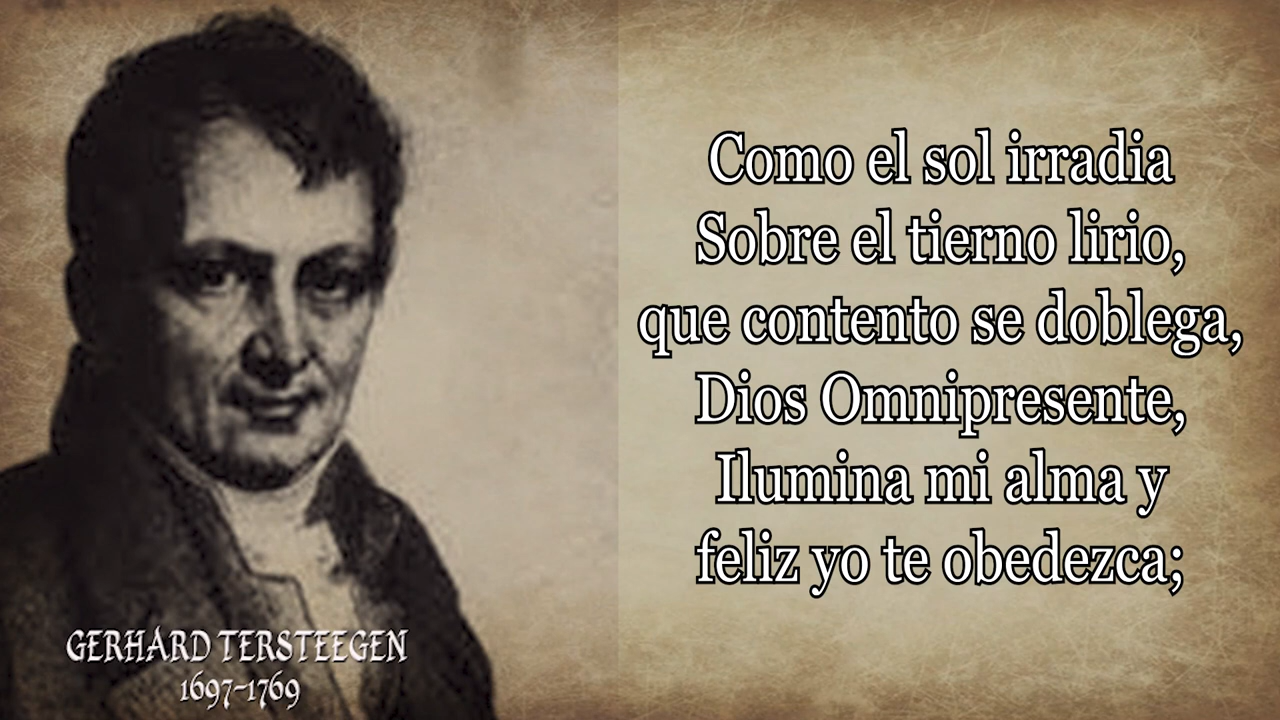 Como el sol irradia
Sobre el tierno lirio,
que contento se doblega,
Dios Omnipresente,
Ilumina mi alma y
feliz yo te obedezca;
GERHARD TERSTEEGEN
1697-1769